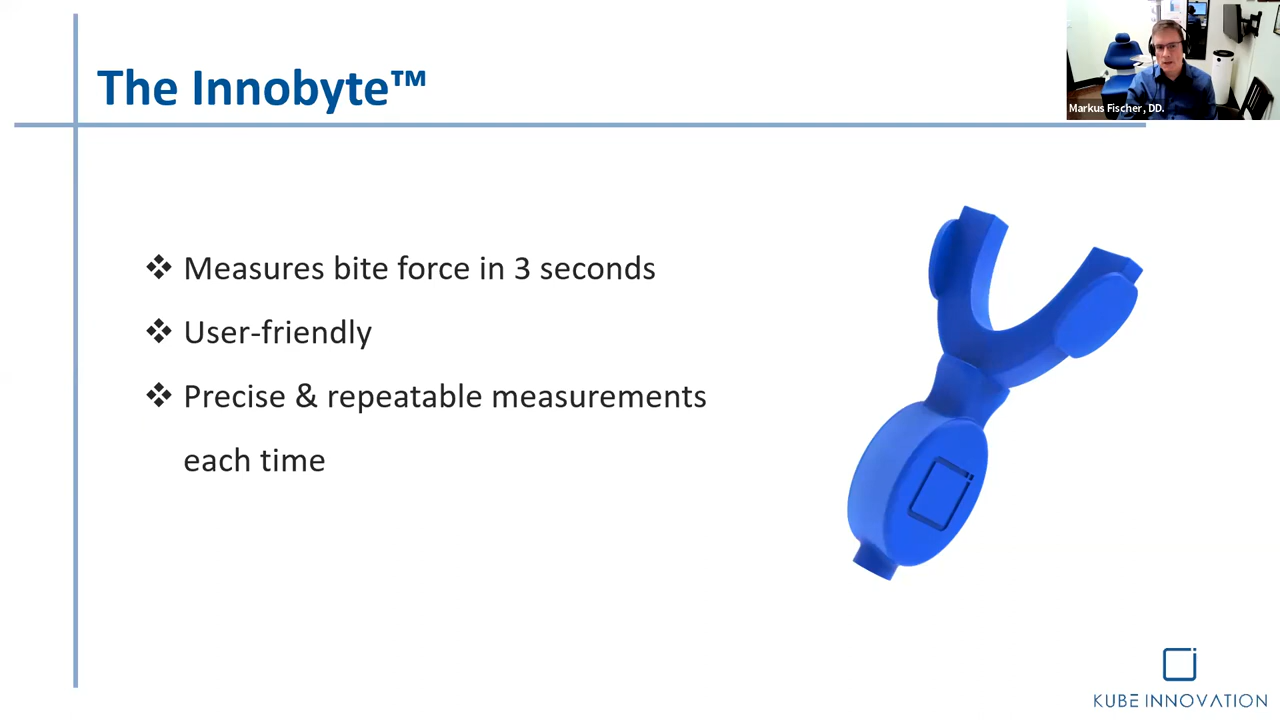 The Innobyte™
Markus Fischer, DD.
❖ Measures bite force in 3 seconds
❖ User-friendly
❖ Precise & repeatable measurements
each time
KUBE INNOVATION